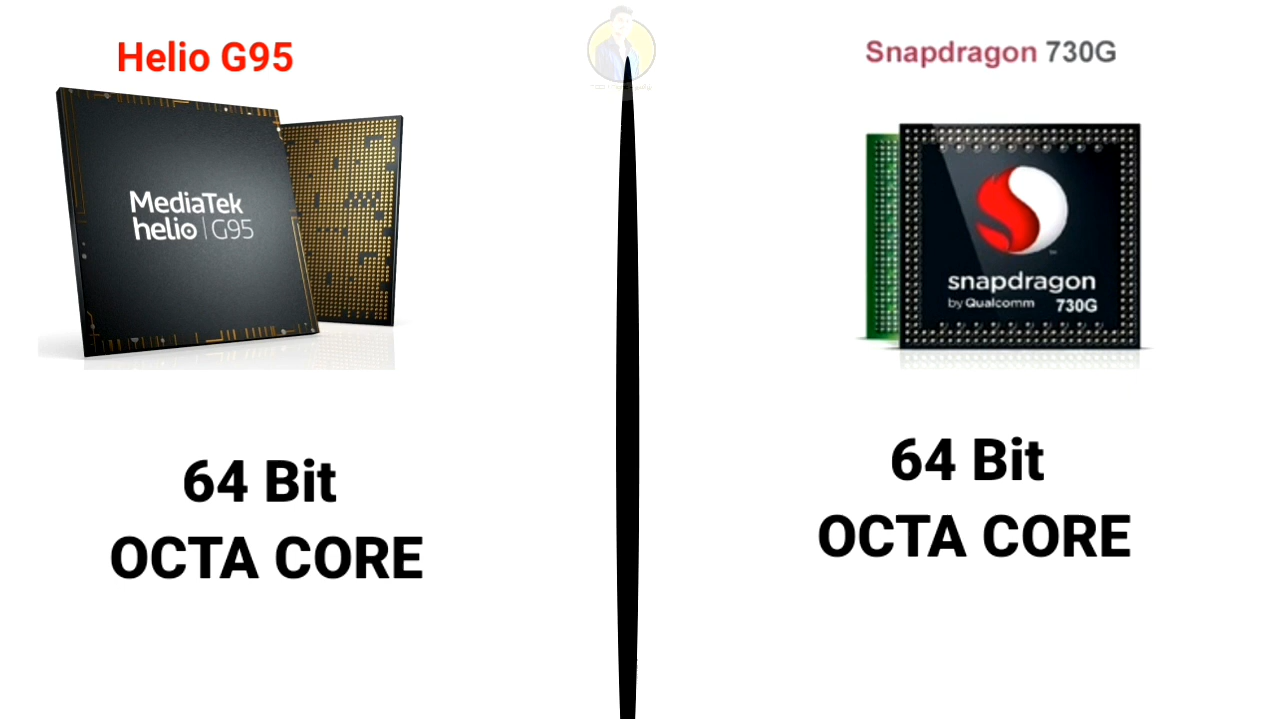 Helio G95
MediaTek
helio | G95
64 Bit
OCTA CORE
Snapdragon 730G
snapdragon
by Qualcomm 730G
64 Bit
OCTA CORE